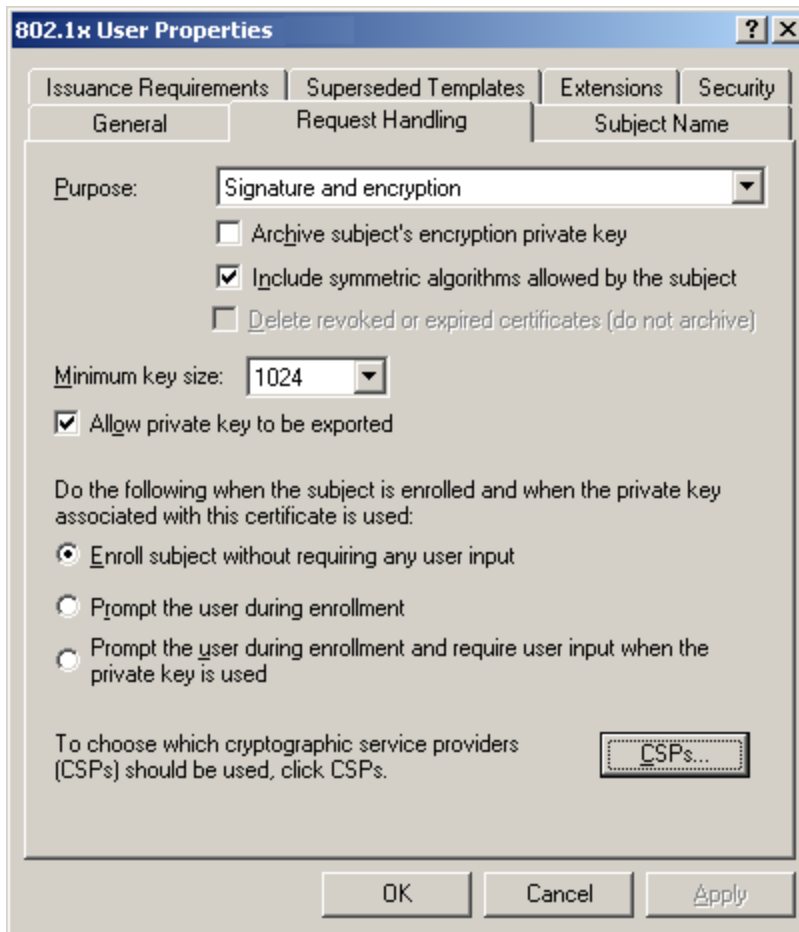 802.1x User Properties
Issuance Requirements Superseded Templates Extensions Security
General Request Handling Subject Name
Purpose: Signature and encryption
Archive subject's encryption private key
Include symmetric algorithms allowed by the subject
Delete revoked or expired certificates (do not archive)
Minimum key size: 1024
Allow private key to be exported
Do the following when the subject is enrolled and when the private key
associated with this certificate is used:
Enroll subject without requiring any user input
Prompt the user during enrollment
Prompt the user during enrollment and require user input when the
private key is used
To choose which cryptographic service providers
(CSPs) should be used, click CSPs.
CSPs...
OK Cancel Apply